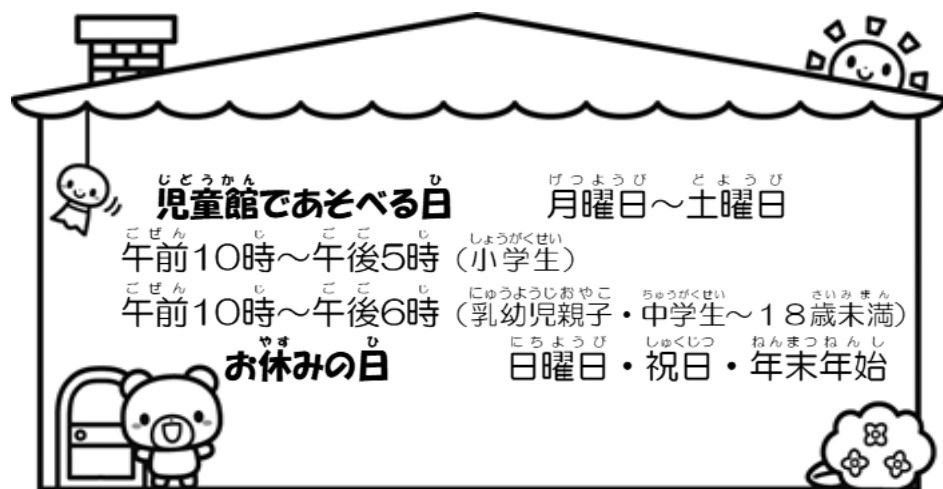 児童館であそべる日 月曜日～土曜日
午前10時～午後5時（小学生）
午前10時～午後6時（乳幼児親子・中学生～18歳未満）
お休みの日 日曜日・祝日・年末年始